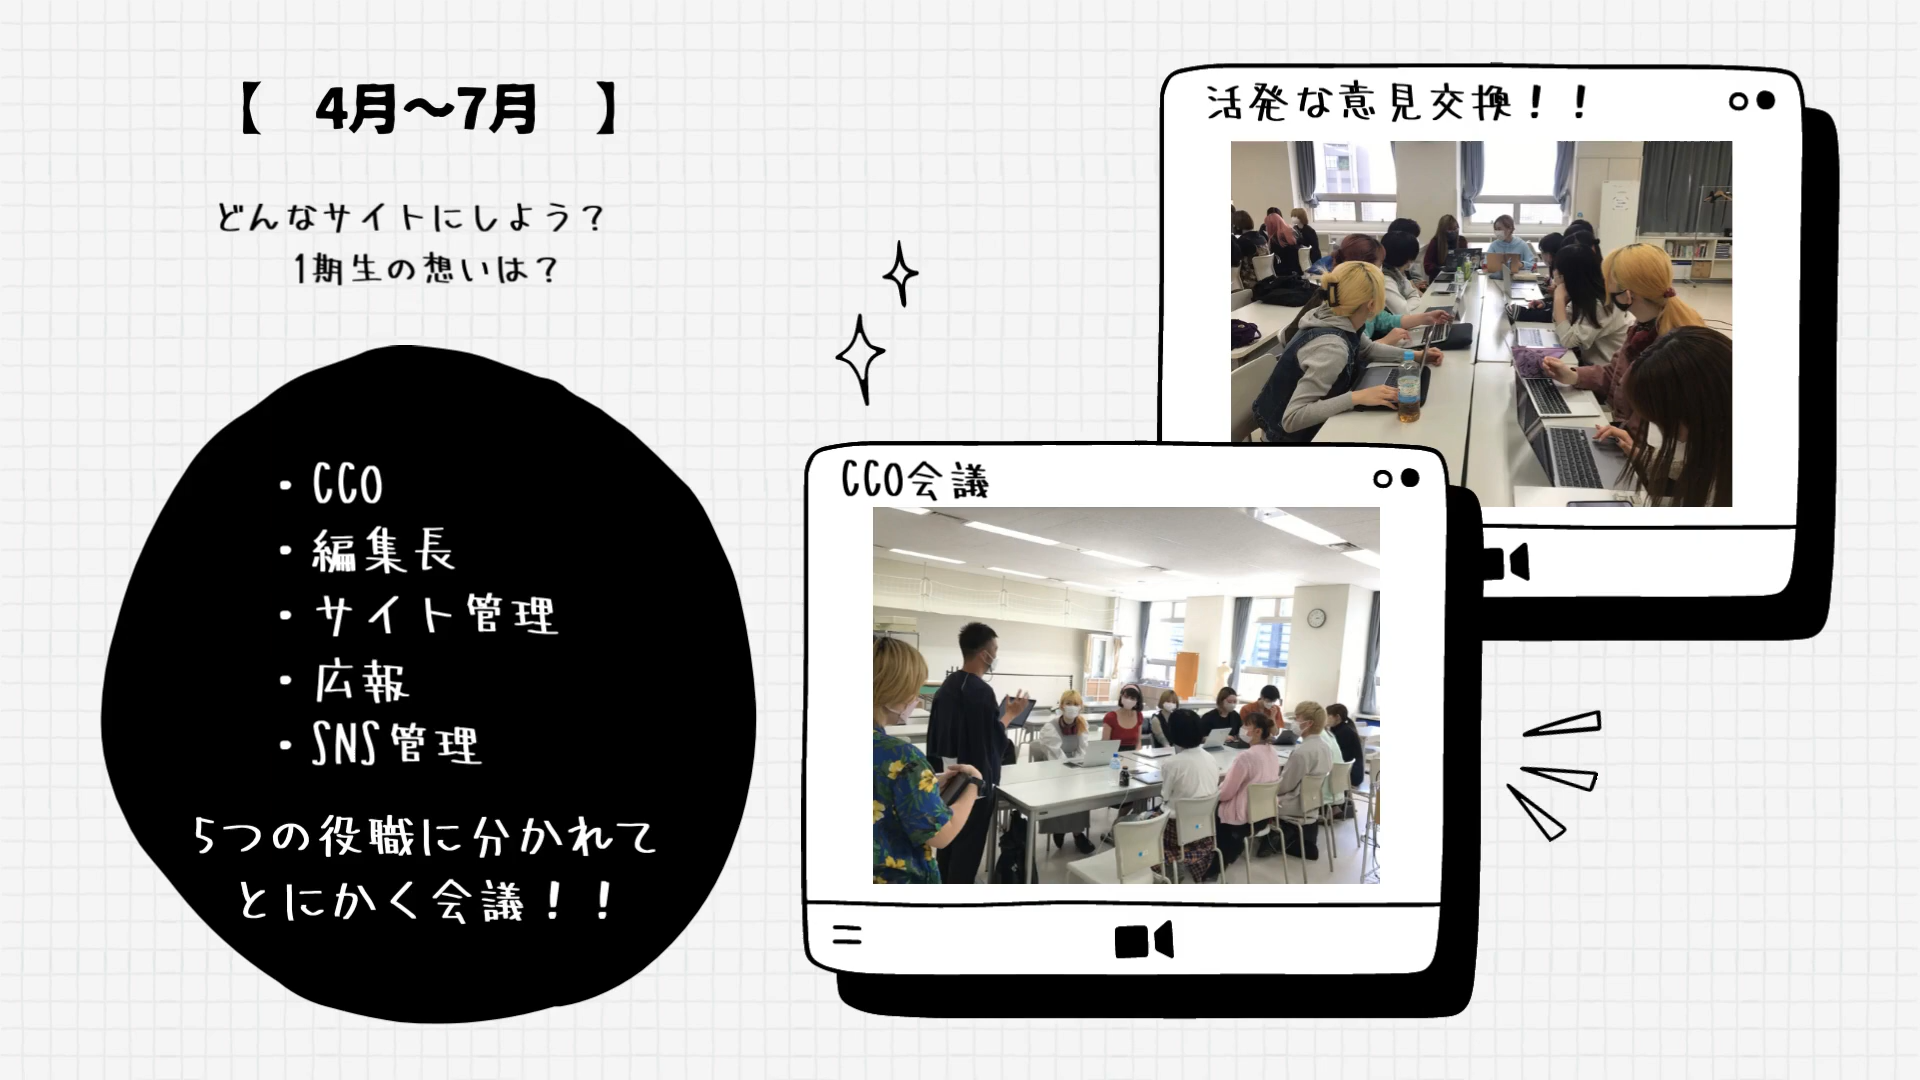 【　4月～7月　】
どんなサイトにしよう？
1期生の想いは？
・CCO
・編集長
・サイト管理
・広報
・SNS管理
5つの役職に分かれて
とにかく会議！！
活発な意見交換！！
CCO会議